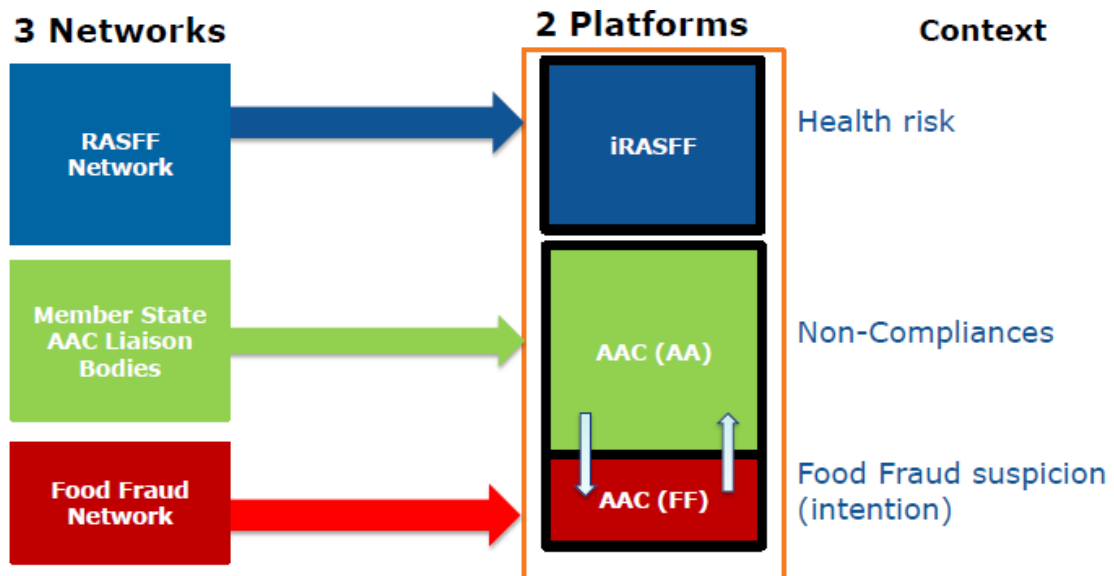 3 Networks
2 Platforms
Context
RASFF
Network
iRASFF
Health risk
Member State
AAC Liaison
Bodies
AAC (AA)
Non-Compliances
Food Fraud
Network
AAC (FF)
Food Fraud suspicion
(intention)